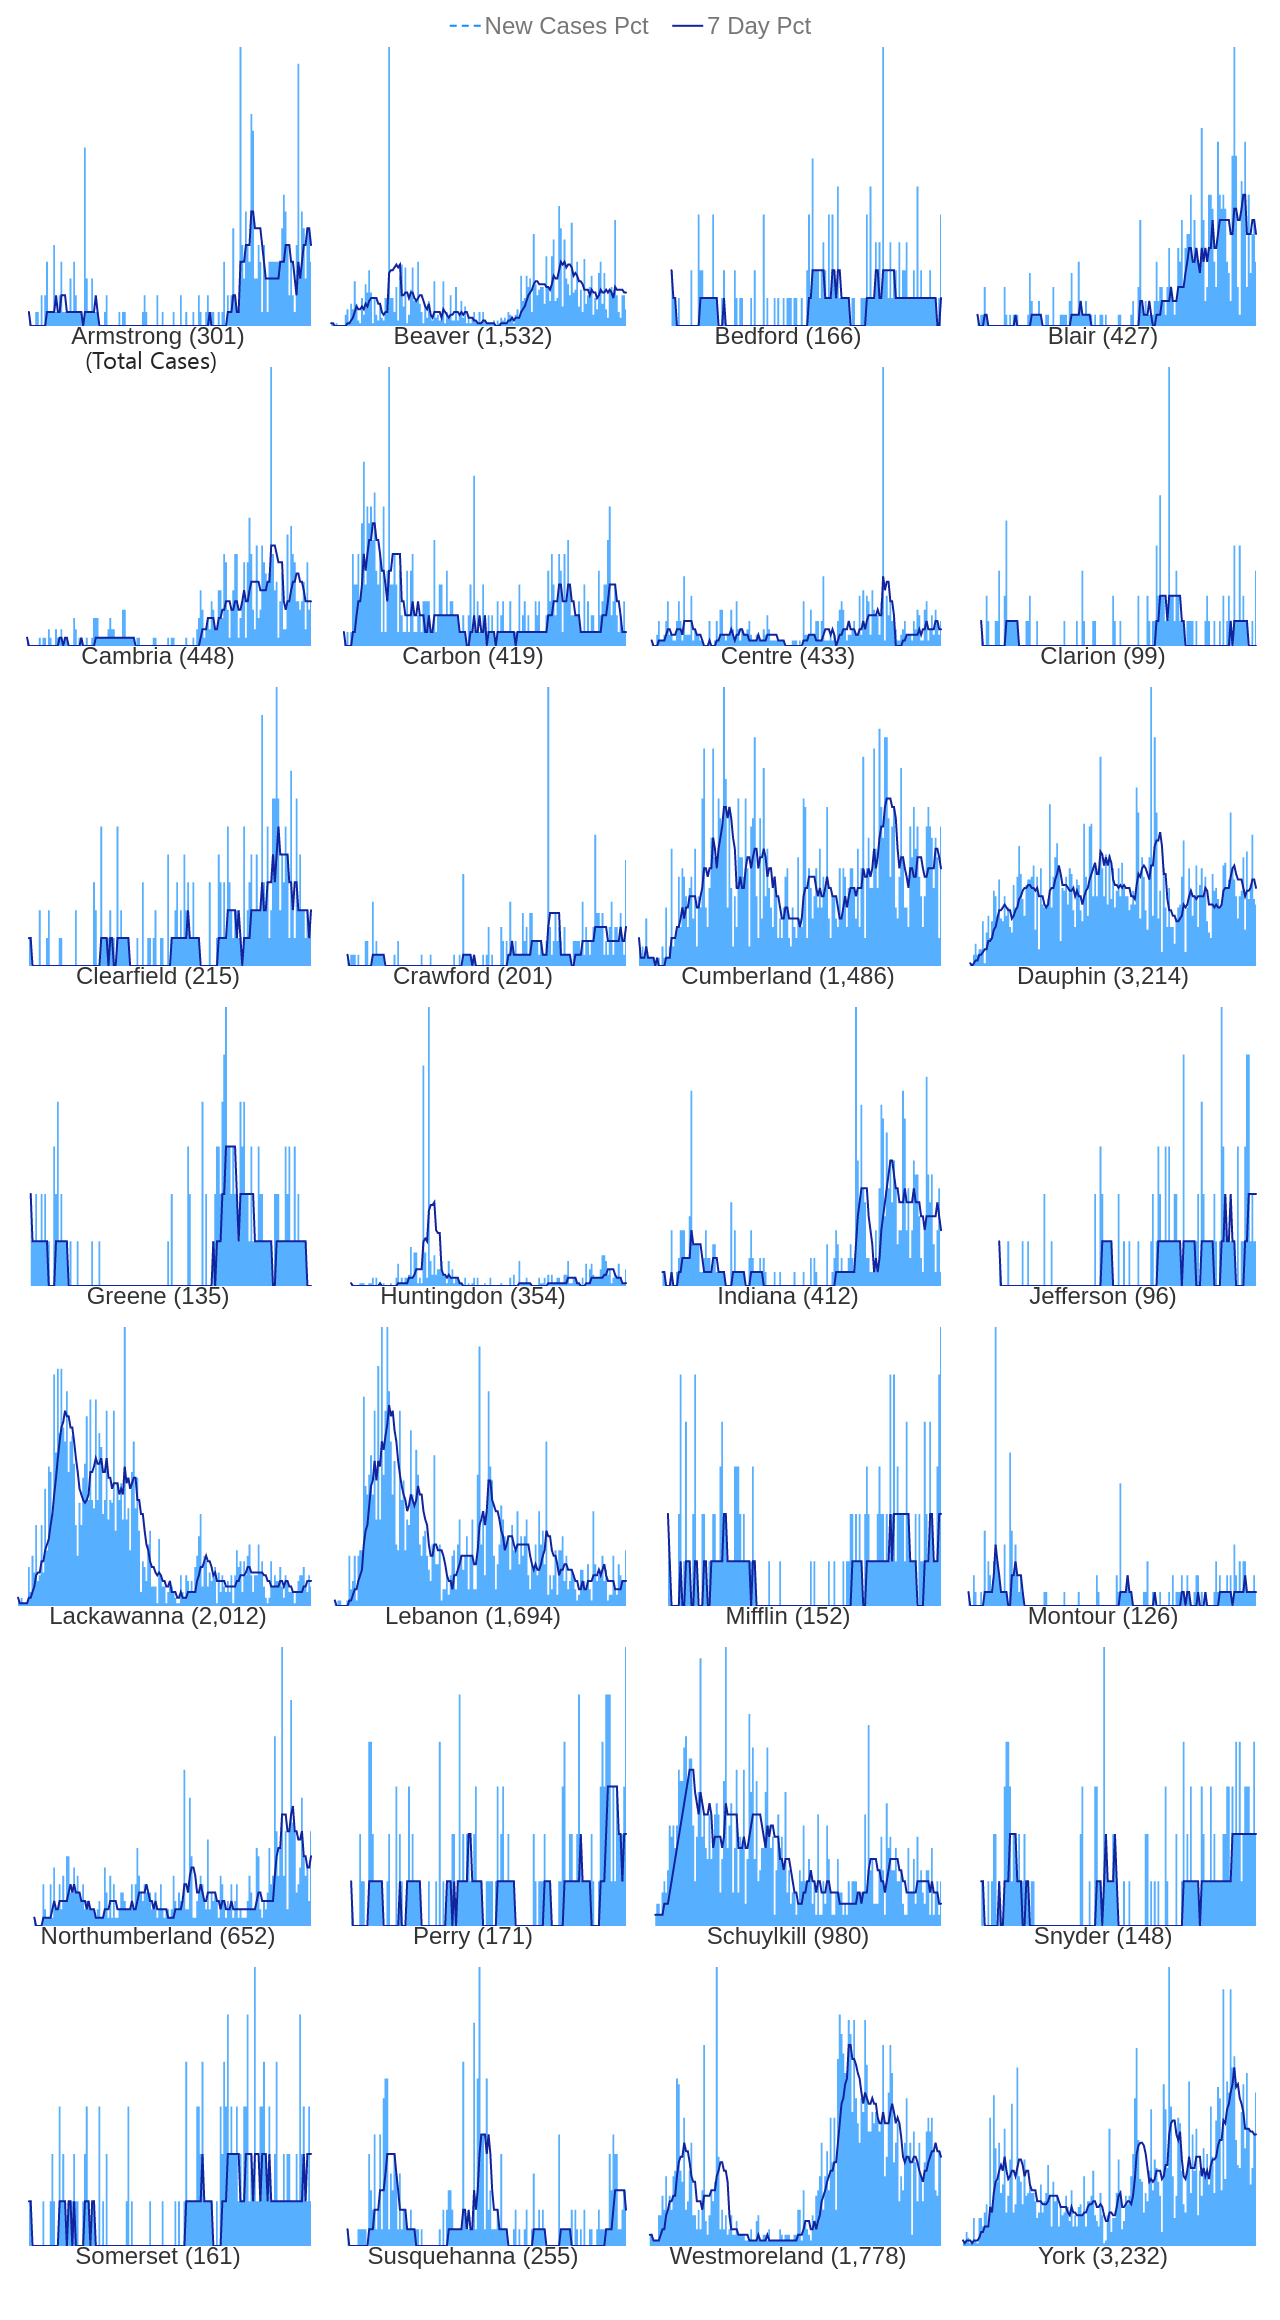 New Cases Pct 7 Day Pct
Armstrong (301) Beaver (1,532) Bedford (166) Blair (427)
(Total Cases)
Cambria (448) Carbon (419) Centre (433) Clarion (99)
Clearfield (215) Crawford (201) Cumberland (1,486) Dauphin (3,214)
Greene (135) Huntingdon (354) Indiana (412) Jefferson (96)
Lackawanna (2,012) Lebanon (1,694) Mifflin (152) Montour (126)
Northumberland (652) Perry (171) Schuylkill (980) Snyder (148)
Somerset (161) Susquehanna (255) Westmoreland (1,778) York (3,232)